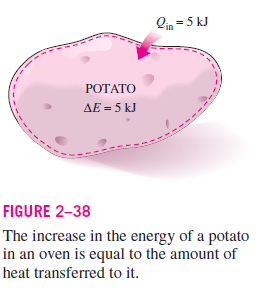 Qin = 5 kJ
POTATO
ΔE = 5 kJ
FIGURE 2–38
The increase in the energy of a potato
in an oven is equal to the amount of
heat transferred to it.